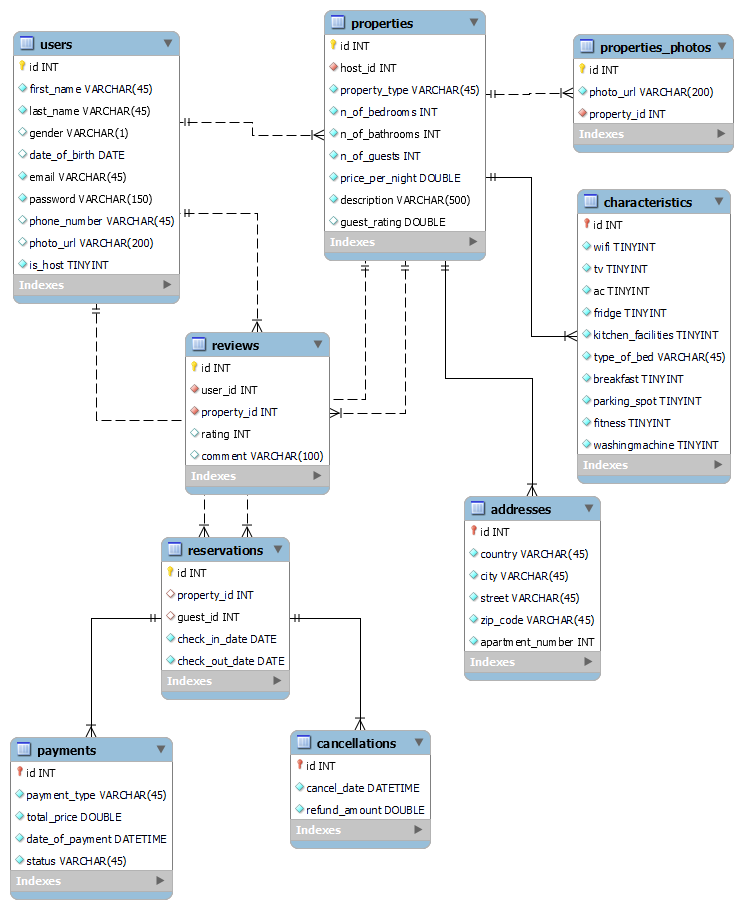 users
id INT
first_name VARCHAR(45)
last_name VARCHAR(45)
gender VARCHAR(1)
date_of_birth DATE
email VARCHAR(45)
password VARCHAR(150)
phone_number VARCHAR(45)
photo_url VARCHAR(200)
is_host TINYINT
Indexes
properties
id INT
host_id INT
property_type VARCHAR(45)
n_of_bedrooms INT
n_of_bathrooms INT
n_of_guests INT
price_per_night DOUBLE
description VARCHAR(500)
guest_rating DOUBLE
Indexes
properties_photos
id INT
photo_url VARCHAR(200)
property_id INT
Indexes
characteristics
id INT
wifi TINYINT
tv TINYINT
ac TINYINT
fridge TINYINT
kitchen_facilities TINYINT
type_of_bed VARCHAR(45)
breakfast TINYINT
parking_spot TINYINT
fitness TINYINT
washingmachine TINYINT
Indexes
reviews
id INT
user_id INT
property_id INT
rating INT
comment VARCHAR(100)
Indexes
addresses
id INT
country VARCHAR(45)
city VARCHAR(45)
street VARCHAR(45)
zip_code VARCHAR(45)
apartment_number INT
Indexes
reservations
id INT
property_id INT
guest_id INT
check_in_date DATE
check_out_date DATE
Indexes
payments
id INT
payment_type VARCHAR(45)
total_price DOUBLE
date_of_payment DATETIME
status VARCHAR(45)
Indexes
cancellations
id INT
cancel_date DATETIME
refund_amount DOUBLE
Indexes